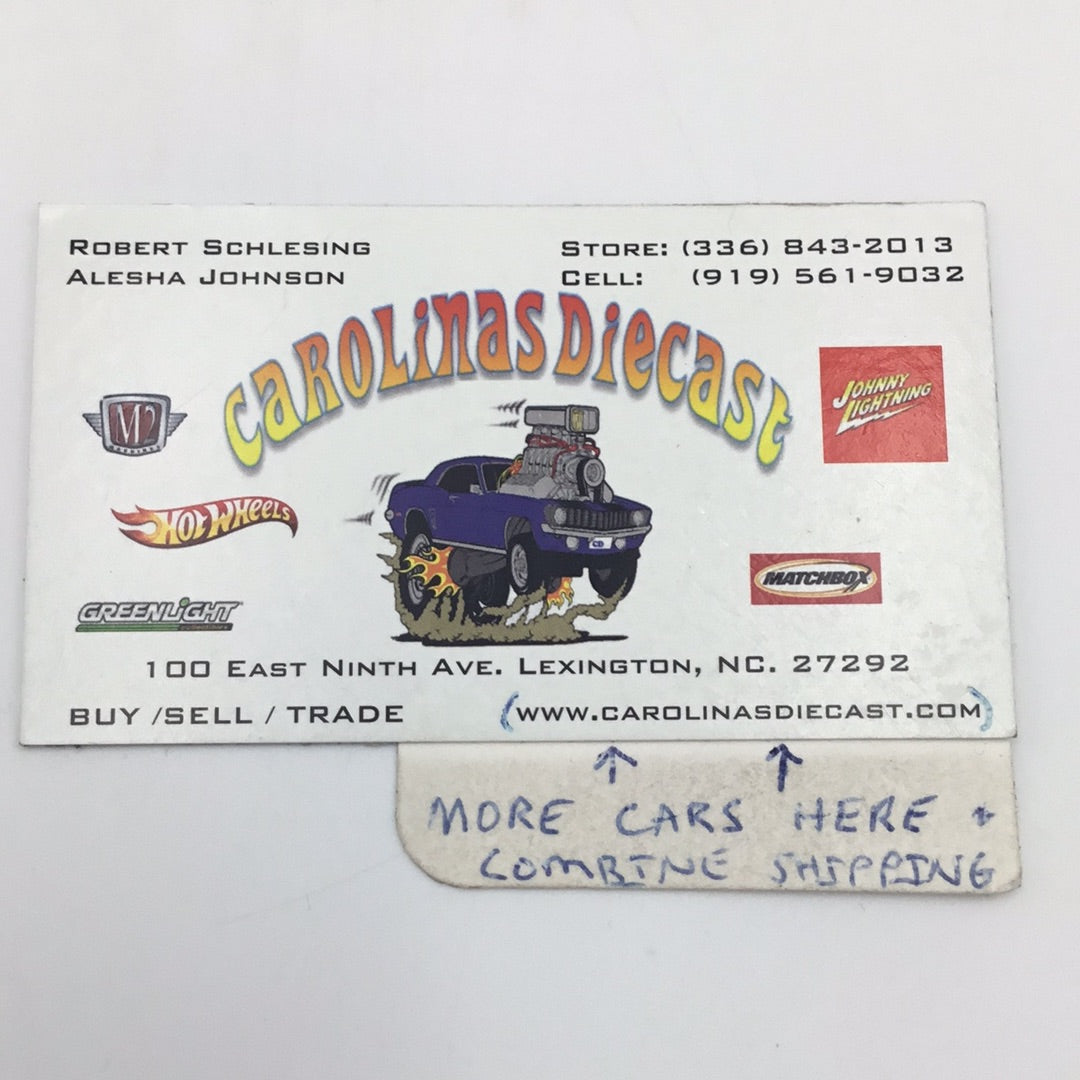 ROBERT SCHLESING
ALESHA JOHNSON
STORE: (336) 843-2013
CELL: (919) 561-9032
CAROLINAS DIECAST
M2
JOHNNY LIGHTNING
HOT WHEELS
MATCHBOX
GREENLIGHT
CD
100 EAST NINTH AVE. LEXINGTON, NC. 27292
BUY /SELL / TRADE
(WWW.CAROLINASDIECAST.COM)
↑ ↑
MORE CARS HERE +
COMBINE SHIPPING